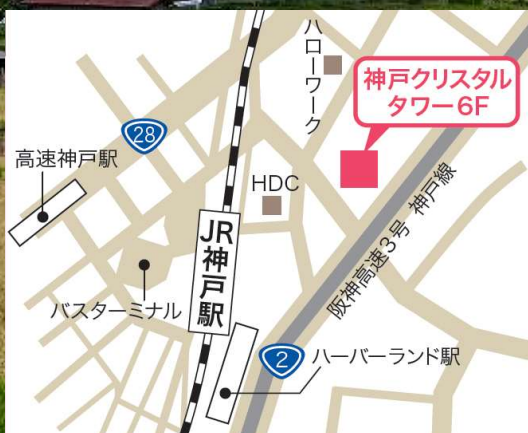 ハローワーク
神戸クリスタル
タワー6F
28
高速神戸駅
HDC
JR神戸駅
阪神高速3号 神戸線
バスターミナル
2
ハーバーランド駅